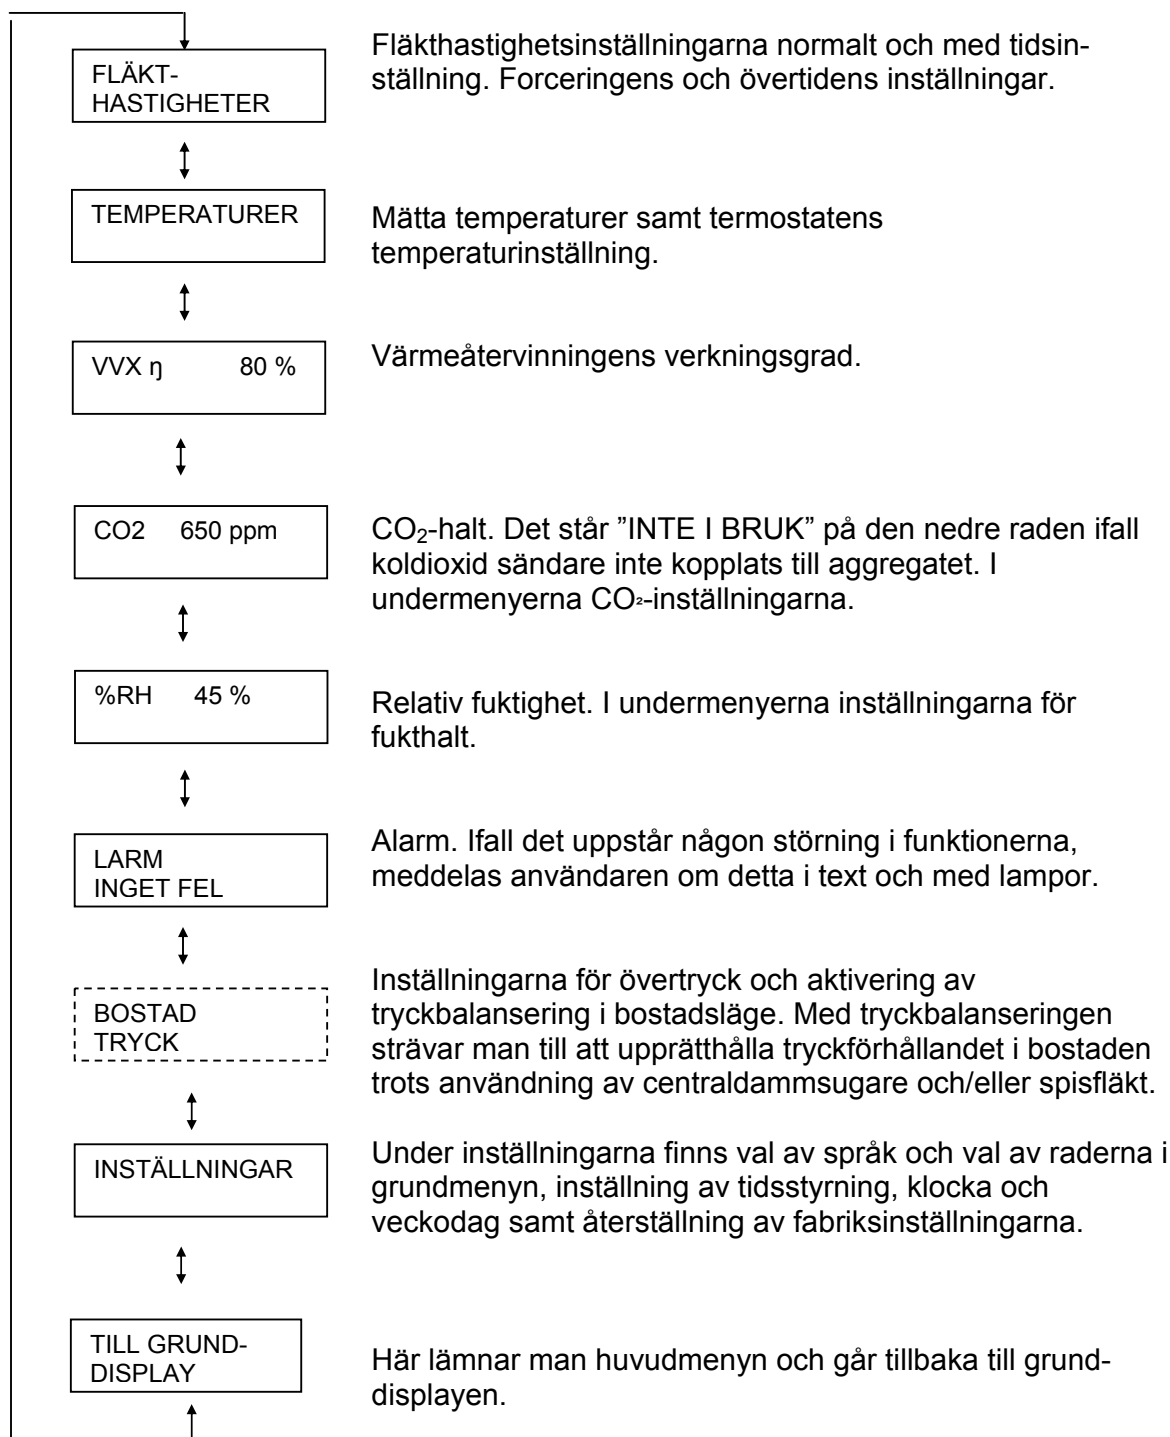 FLÄKT-
HASTIGHETER
Fläkthastighetsinställningarna normalt och med tidsin-
ställning. Forceringens och övertidens inställningar.
TEMPERATURER
Mätta temperaturer samt termostatens
temperaturinställning.
VVX ŋ 80 %
Värmeåtervinningens verkningsgrad.
CO2 650 ppm
CO₂-halt. Det står ”INTE I BRUK” på den nedre raden ifall
koldioxid sändare inte kopplats till aggregatet. I
undermenyerna CO₂-inställningarna.
%RH 45 %
Relativ fuktighet. I undermenyerna inställningarna för
fukthalt.
LARM
INGET FEL
Alarm. Ifall det uppstår någon störning i funktionerna,
meddelas användaren om detta i text och med lampor.
BOSTAD
TRYCK
Inställningarna för övertryck och aktivering av
tryckbalansering i bostadsläge. Med tryckbalanseringen
strävar man till att upprätthålla tryckförhållandet i bostaden
trots användning av centraldammsugare och/eller spisfläkt.
INSTÄLLNINGAR
Under inställningarna finns val av språk och val av raderna i
grundmenyn, inställning av tidsstyrning, klocka och
veckodag samt återställning av fabriksinställningarna.
TILL GRUND-
DISPLAY
Här lämnar man huvudmenyn och går tillbaka till grund-
displayen.